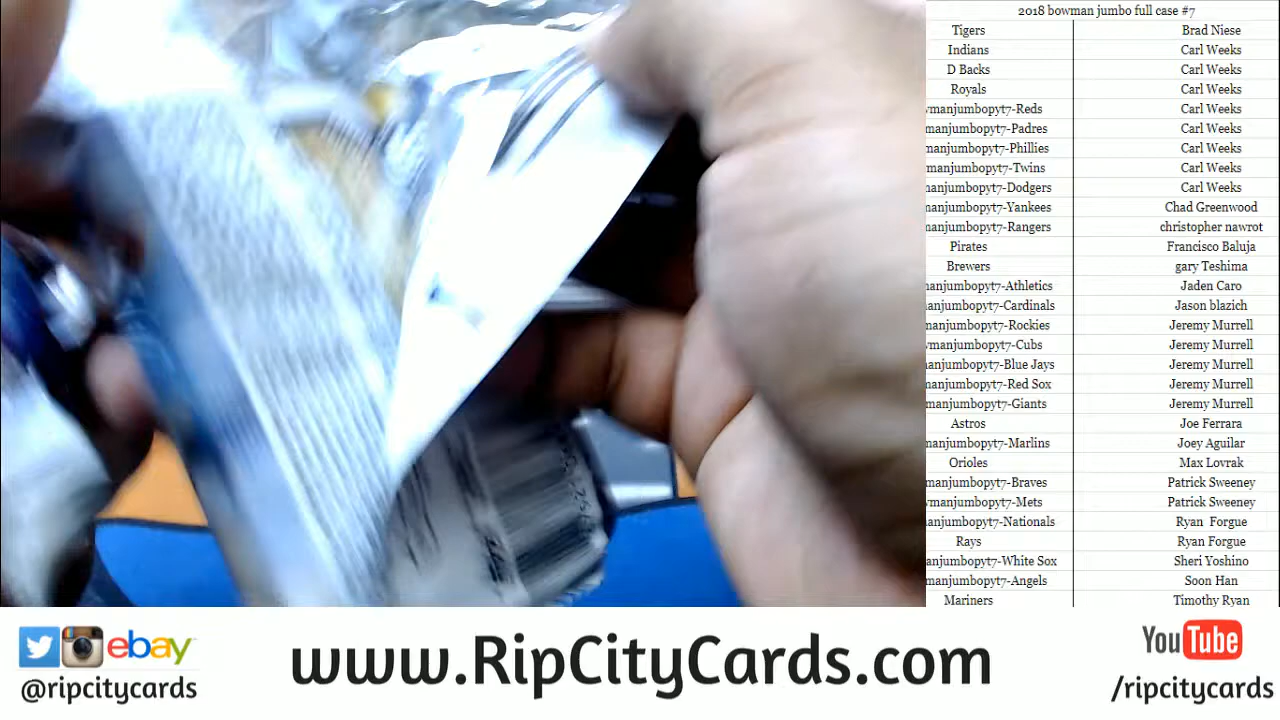 2018 bowman jumbo full case #7
Tigers Brad Niese
Indians Carl Weeks
D Backs Carl Weeks
Royals Carl Weeks
wmanjumbopyt7-Reds Carl Weeks
manjumbopyt7-Padres Carl Weeks
manjumbopyt7-Phillies Carl Weeks
manjumbopyt7-Twins Carl Weeks
manjumbopyt7-Dodgers Carl Weeks
manjumbopyt7-Yankees Chad Greenwood
manjumbopyt7-Rangers christopher nawrot
Pirates Francisco Baluja
Brewers gary Teshima
manjumbopyt7-Athletics Jaden Caro
manjumbopyt7-Cardinals Jason blazich
manjumbopyt7-Rockies Jeremy Murrell
wmanjumbopyt7-Cubs Jeremy Murrell
manjumbopyt7-Blue Jays Jeremy Murrell
manjumbopyt7-Red Sox Jeremy Murrell
manjumbopyt7-Giants Jeremy Murrell
Astros Joe Ferrara
manjumbopyt7-Marlins Joey Aguilar
Orioles Max Lovrak
manjumbopyt7-Braves Patrick Sweeney
wmanjumbopyt7-Mets Patrick Sweeney
anjumbopyt7-Nationals Ryan Forgue
Rays Ryan Forgue
anjumbopyt7-White Sox Sheri Yoshino
manjumbopyt7-Angels Soon Han
Mariners Timothy Ryan
ebay
@ripcitycards
www.RipCityCards.com
YouTube
/ripcitycards